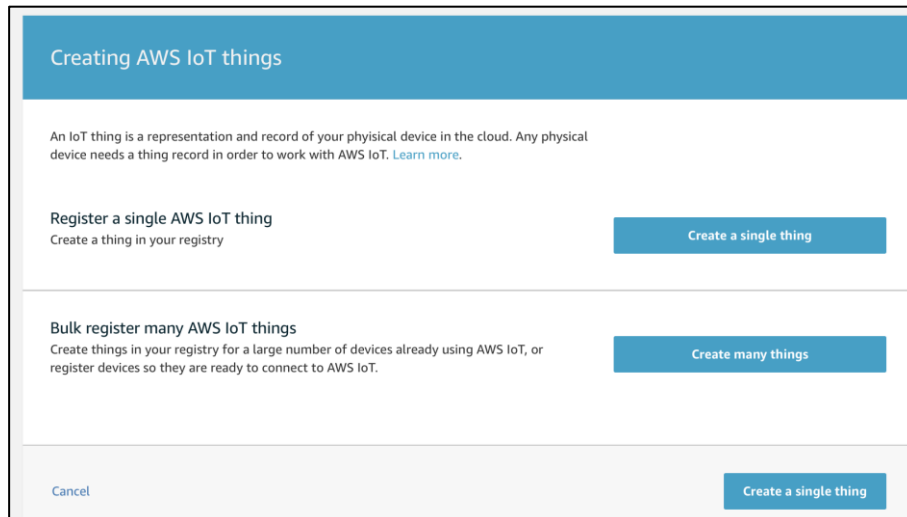 Creating AWS IoT things
An IoT thing is a representation and record of your phyisical device in the cloud. Any physical
device needs a thing record in order to work with AWS IoT. Learn more.
Register a single AWS IoT thing
Create a thing in your registry
Create a single thing
Bulk register many AWS IoT things
Create things in your registry for a large number of devices already using AWS IoT, or
register devices so they are ready to connect to AWS IoT.
Create many things
Cancel
Create a single thing